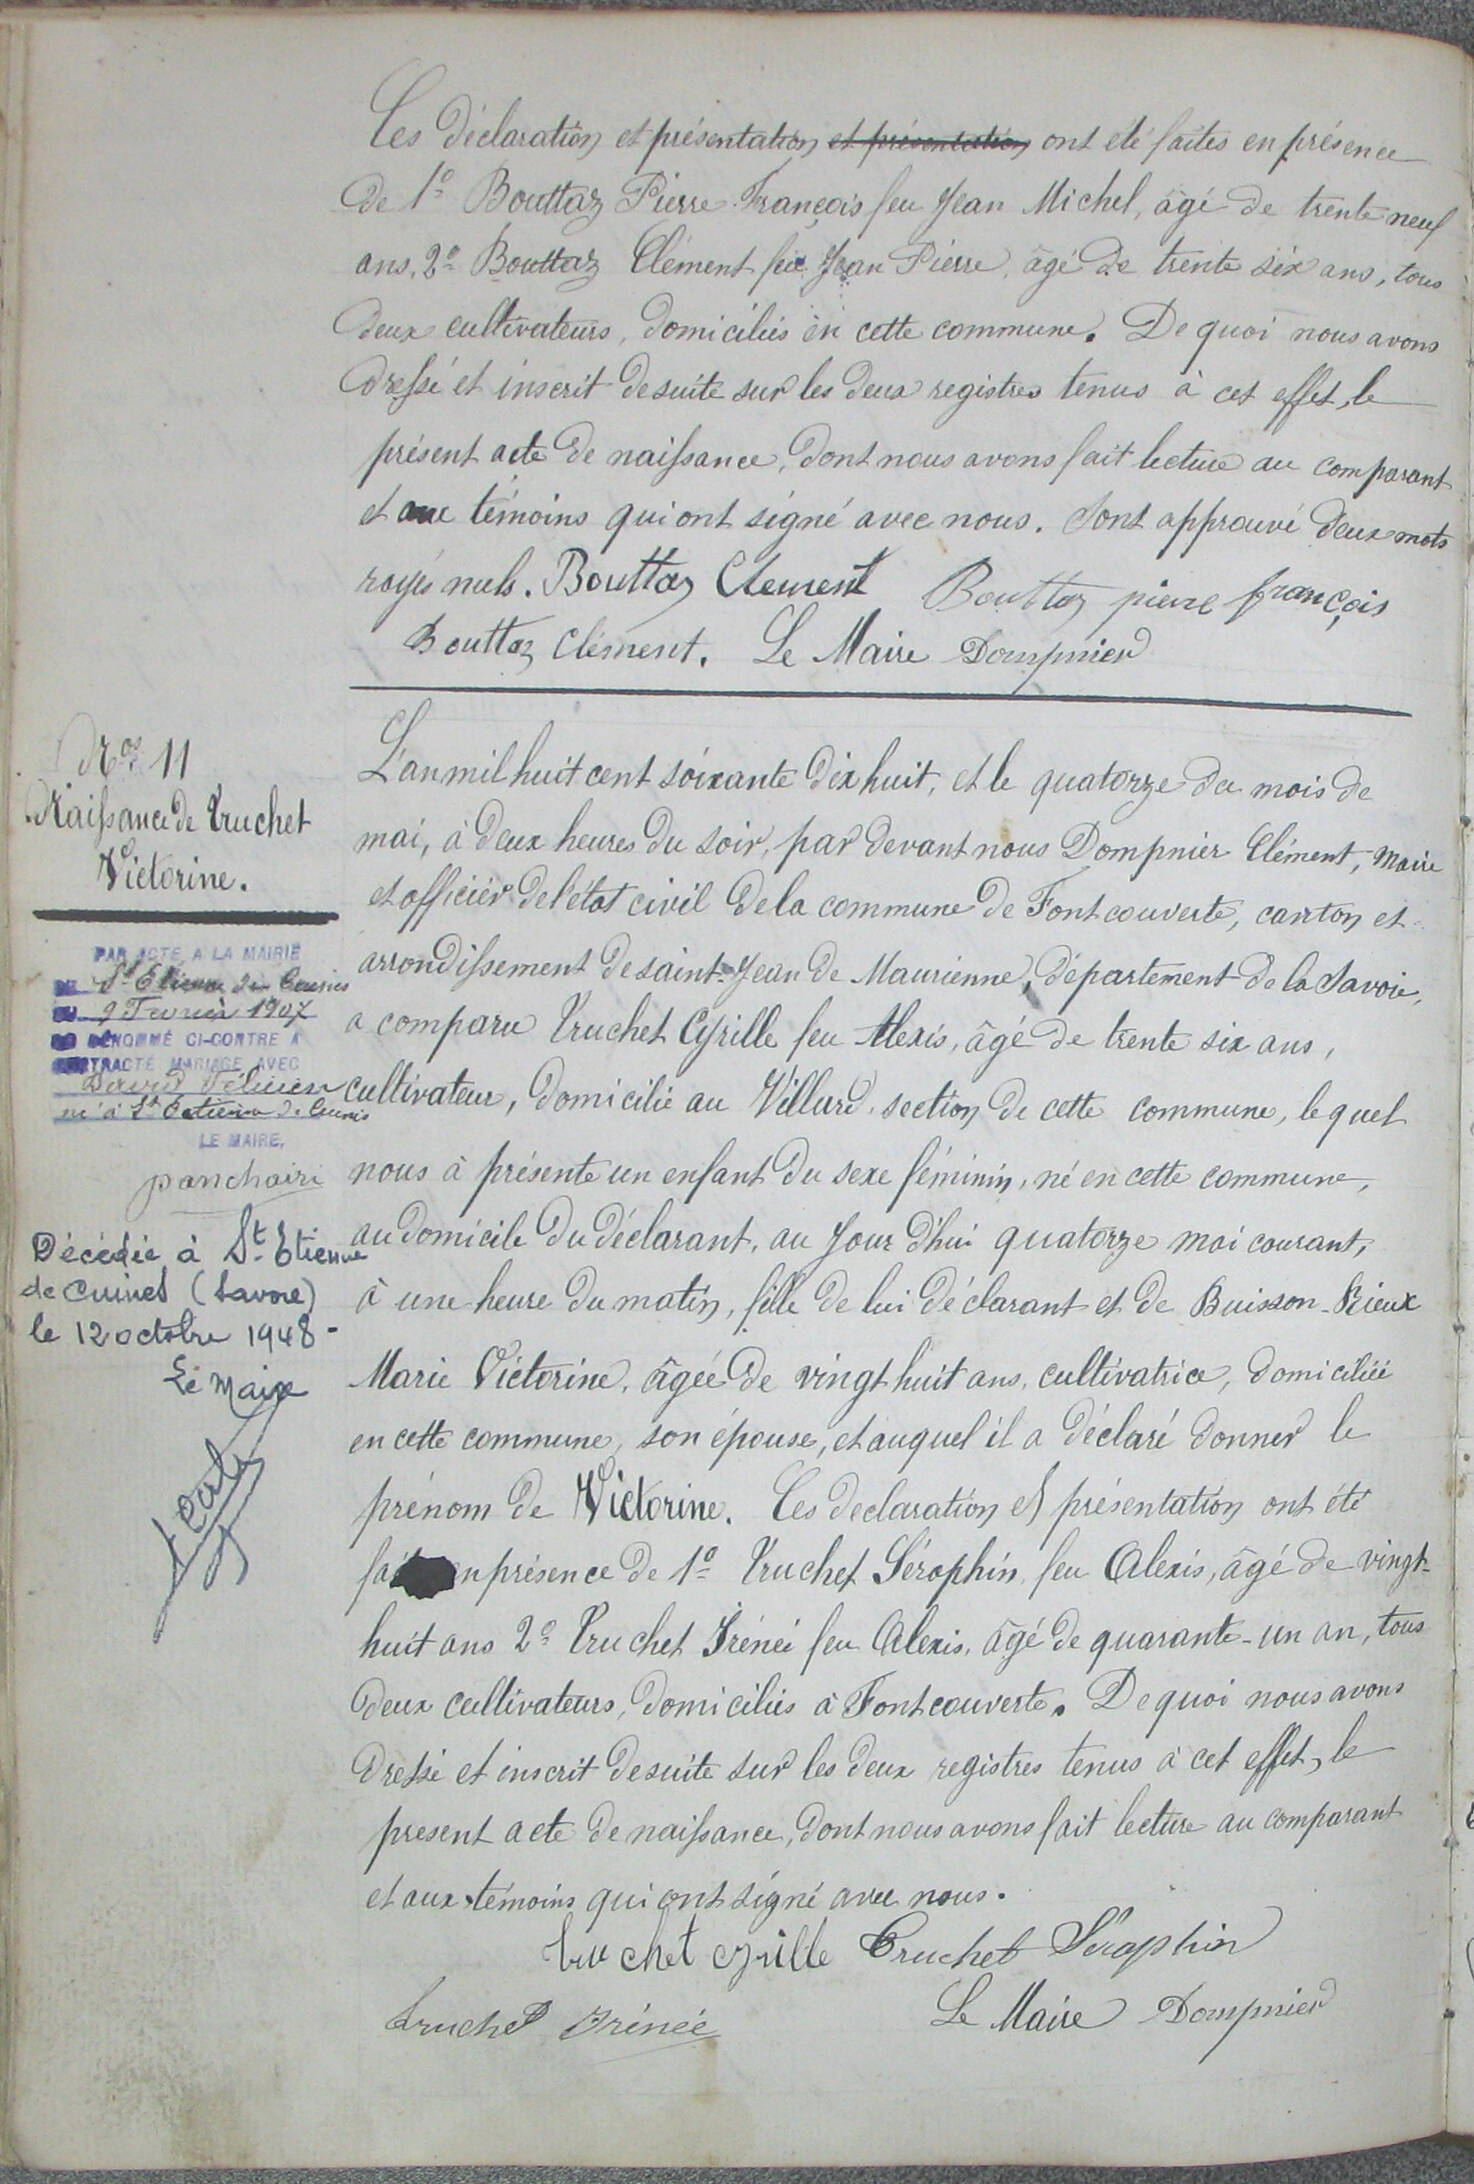 Ces déclaration et présentation et présentation ont été faites en présence
de 1° Bouttaz Pierre François feu Jean Michel, âgé de trente neuf
ans, 2° Bouttaz Clément feu Jean Pierre, âgé de trente six ans, tous
deux cultivateurs, domiciliés en cette commune. De quoi nous avons
dressé et inscrit desuite sur les deux registres tenus à cet effet, le
présent acte de naissance, dont nous avons fait lecture au comparant
et aux témoins qui ont signé avec nous. Sont approuvé deux mots
rayés nuls. Bouttaz Clement Bouttaz pierre françois
Bouttaz Clément. Le Maire Dompnier
Nos 11
Naissance de Truchet
Victorine.
PAR ACTE A LA MAIRIE
DE St Etienne de Cuines
DU 9 Fevrier 1907
DÉNOMMÉ CI-CONTRE A
CONTRACTÉ MARIAGE AVEC
David Félicien
né à St Etienne de Cuines
LE MAIRE,
Décédée à St Etienne
de Cuines (Savoie)
le 12 octobre 1948 -
Le Maire
L'an mil huit cent soixante dix huit, et le quatorze du mois de
mai, à deux heures du soir, par devant nous Dompnier Clément, Maire
et officier de l'état civil de la commune de Fontcouverte, canton et
arrondissement de saint-Jean de Maurienne, département de la Savoie,
a comparu Truchet Cyrille feu Alexis, âgé de trente six ans,
cultivateur, domicilié au Villard, section de cette commune, lequel
nous à présente un enfant du sexe féminin, né en cette commune,
au domicile du déclarant, au jour d'hui quatorze mai courant,
à une heure du matin, fille de lui déclarant et de Buisson-Rieux
Marie Victorine, âgée de vingt huit ans, cultivatrice, domiciliée
en cette commune, son épouse, et auquel il a déclaré donner le
prénom de Victorine. Ces declaration et présentation ont été
fai en présence de 1° Truchet Séraphin feu Alexis, âgé de vingt-
huit ans 2° Truchet Irénée feu Alexis, âgé de quarante-un an, tous
deux cultivateurs, domiciliés à Fontcouverte. De quoi nous avons
dressé et inscrit desuite sur les deux registres tenus à cet effet, le
present acte de naissance, dont nous avons fait lecture au comparant
et aux témoins qui ont signé avec nous.
truchet cyrille Truchet Séraphin
truchet Irénée Le Maire Dompnier